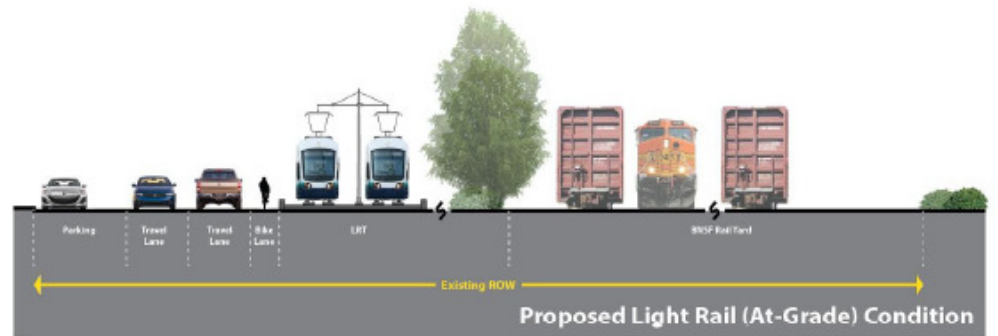 Parking
Travel
Lane
Travel
Lane
Bike
Lane
LRT
BNSF Rail Yard
Existing ROW
Proposed Light Rail (At-Grade) Condition